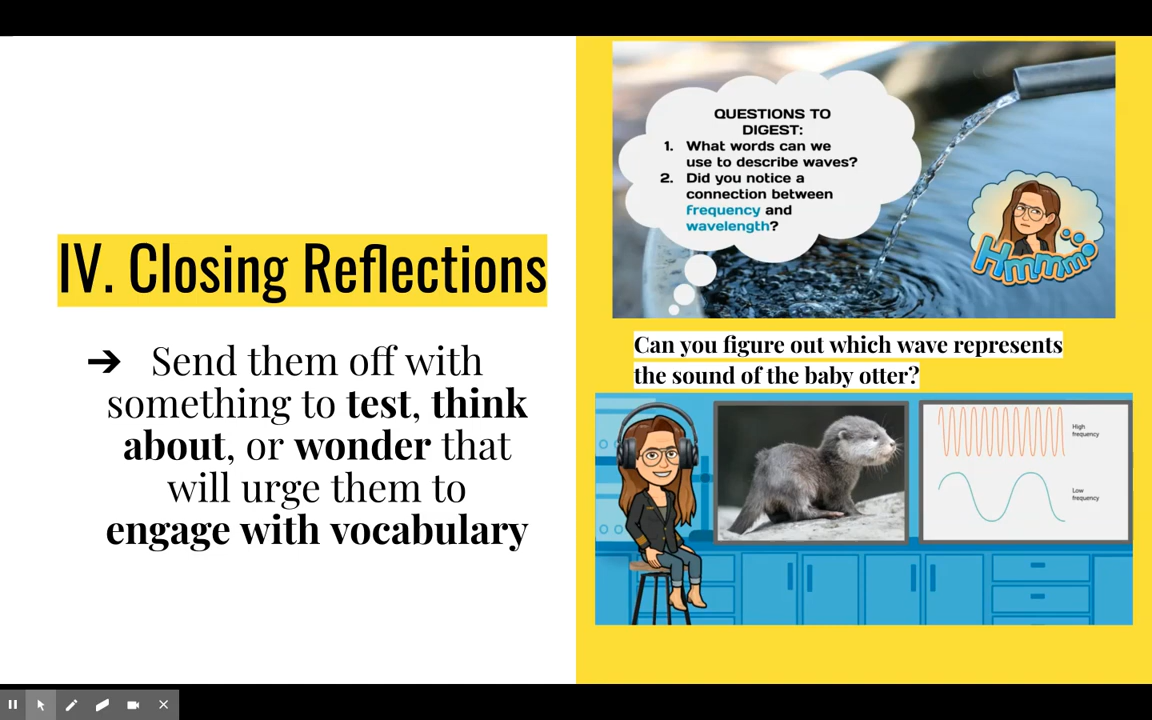 IV. Closing Reflections
➔ Send them off with
something to test, think
about, or wonder that
will urge them to
engage with vocabulary
QUESTIONS TO
DIGEST:
1. What words can we
use to describe waves?
2. Did you notice a
connection between
frequency and
wavelength?
Hmmm
Can you figure out which wave represents
the sound of the baby otter?
High
frequency
Low
frequency